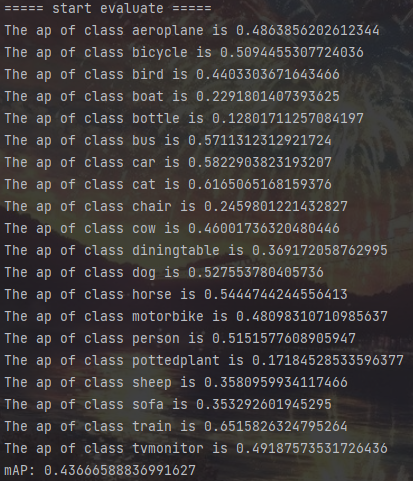 ===== start evaluate =====
The ap of class aeroplane is 0.4863856202612344
The ap of class bicycle is 0.5094455307724036
The ap of class bird is 0.4403303671643466
The ap of class boat is 0.2291801407393625
The ap of class bottle is 0.12801711257084197
The ap of class bus is 0.5711312312921724
The ap of class car is 0.5822903823193207
The ap of class cat is 0.6165065168159376
The ap of class chair is 0.2459801221432827
The ap of class cow is 0.46001736320480446
The ap of class diningtable is 0.369172058762995
The ap of class dog is 0.527553780405736
The ap of class horse is 0.5444744244556413
The ap of class motorbike is 0.48098310710985637
The ap of class person is 0.5151577608905947
The ap of class pottedplant is 0.17184528533596377
The ap of class sheep is 0.3580959934117466
The ap of class sofa is 0.353292601945295
The ap of class train is 0.6515826324795264
The ap of class tvmonitor is 0.49187573531726436
mAP: 0.43666588836991627